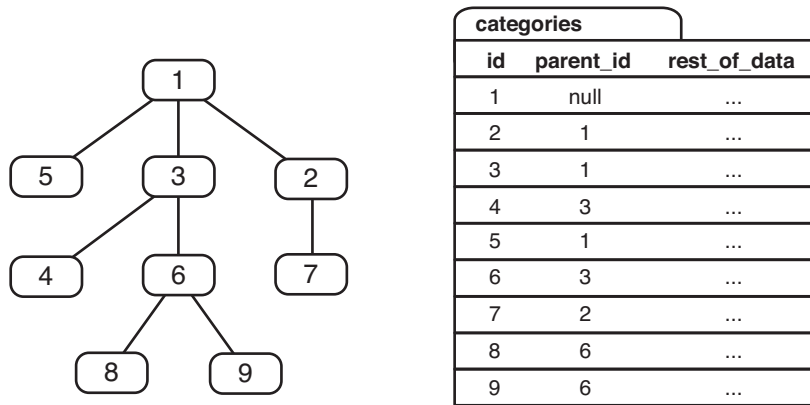 1
5 3 2
4 6 7
8 9
categories
id parent_id rest_of_data
1 null ...
2 1 ...
3 1 ...
4 3 ...
5 1 ...
6 3 ...
7 2 ...
8 6 ...
9 6 ...